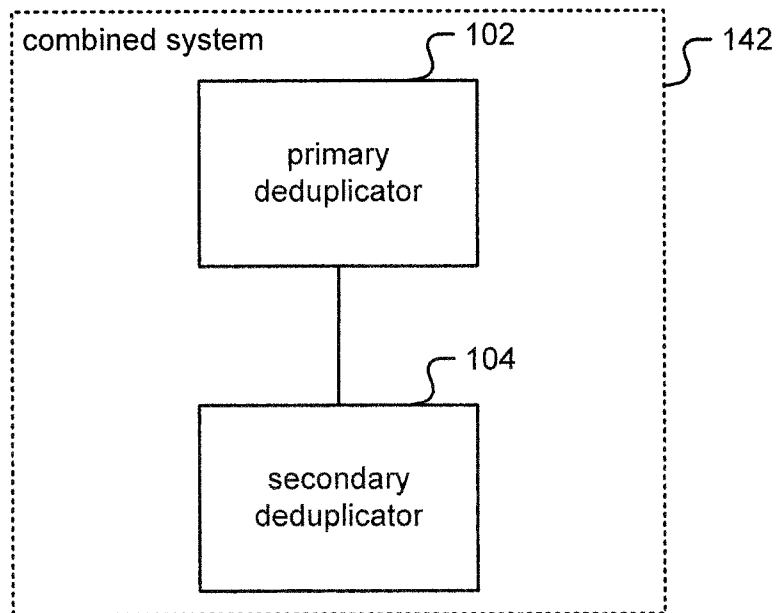 combined system
102
142
primary
deduplicator
104
secondary
deduplicator